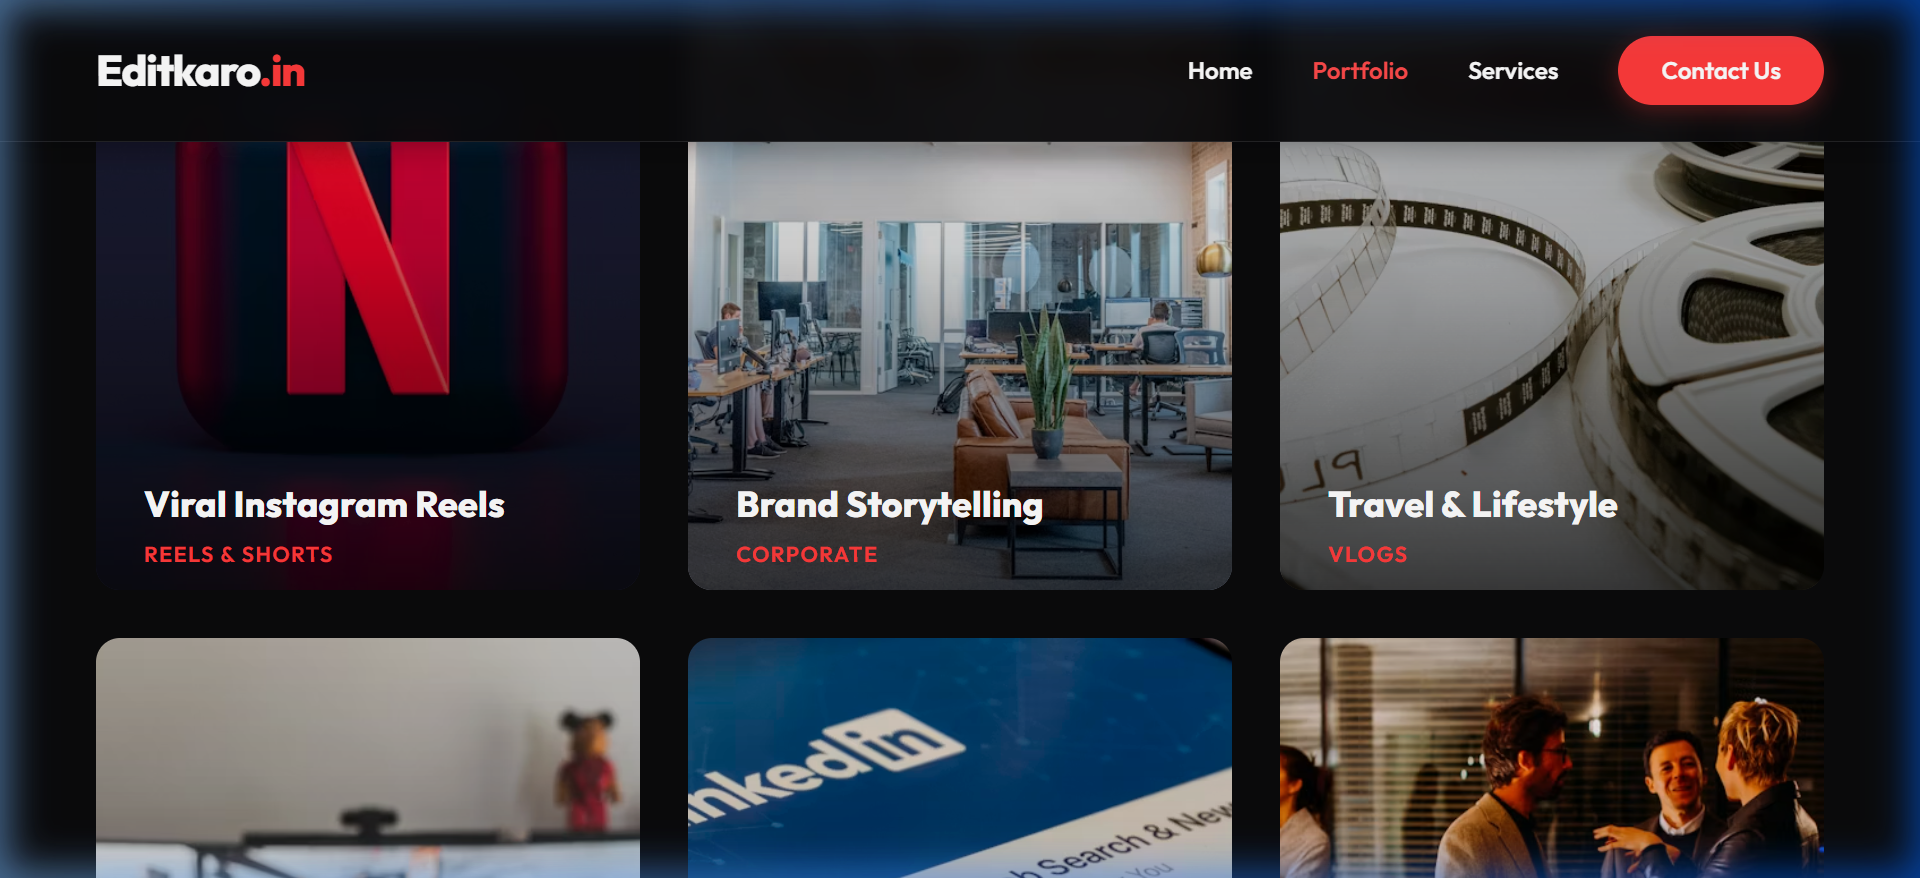 Editkaro.in
Home
Portfolio
Services
Contact Us
N
Viral Instagram Reels
REELS & SHORTS
Brand Storytelling
CORPORATE
Travel & Lifestyle
VLOGS
nkedin
Search & New
You